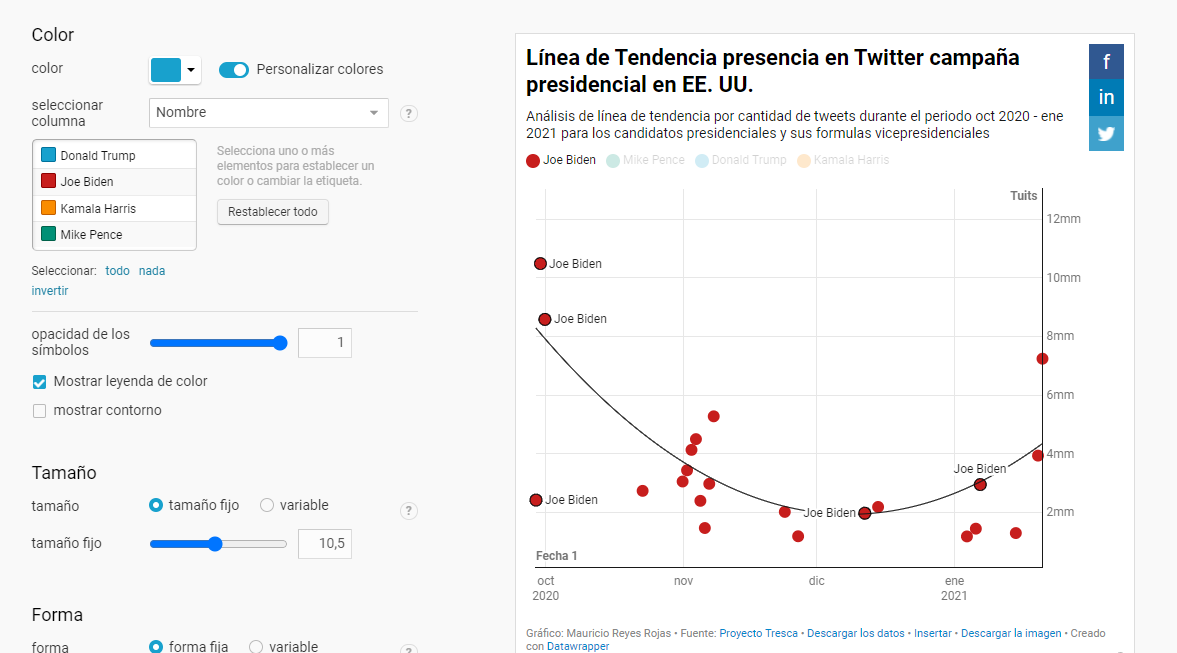 Color
color
Personalizar colores
seleccionar
columna
Nombre
?
Donald Trump
Joe Biden
Kamala Harris
Mike Pence
Selecciona uno o más
elementos para establecer un
color o cambiar la etiqueta.
Restablecer todo
Seleccionar: todo nada
invertir
opacidad de los
símbolos
1
Mostrar leyenda de color
mostrar contorno
Tamaño
tamaño
tamaño fijo
variable
?
tamaño fijo
10,5
Forma
forma
forma fija
variable
?
Línea de Tendencia presencia en Twitter campaña
presidencial en EE. UU.
Análisis de línea de tendencia por cantidad de tweets durante el periodo oct 2020 - ene
2021 para los candidatos presidenciales y sus formulas vicepresidenciales
f
in
Joe Biden Mike Pence Donald Trump Kamala Harris
Tuits
12mm
Joe Biden
10mm
Joe Biden
8mm
6mm
4mm
Joe Biden
Joe Biden
Joe Biden
2mm
Fecha 1
oct nov dic ene
2020 2021
Gráfico: Mauricio Reyes Rojas • Fuente: Proyecto Tresca • Descargar los datos • Insertar • Descargar la imagen • Creado
con Datawrapper